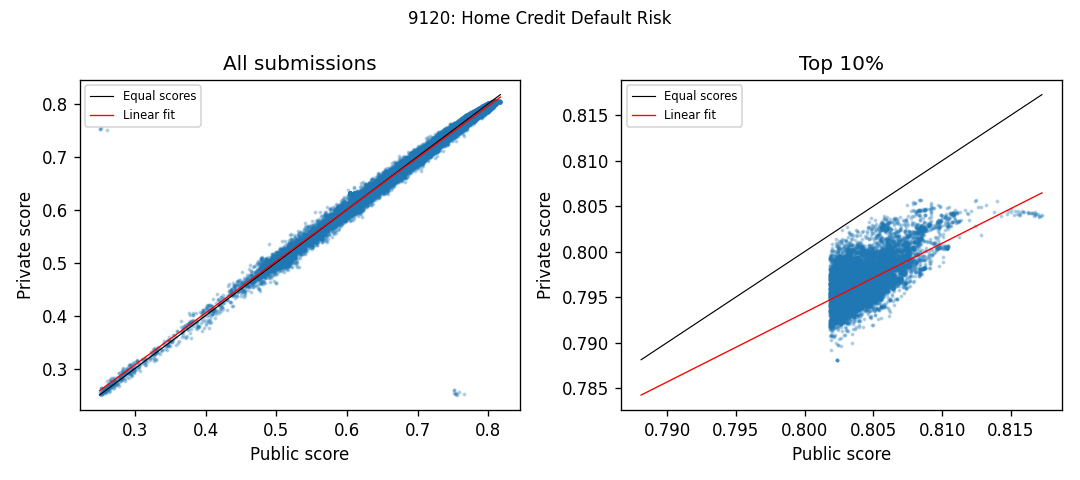 9120: Home Credit Default Risk
All submissions
Equal scores
Linear fit
0.8
0.7
0.6
0.5
0.4
0.3
Private score
0.3 0.4 0.5 0.6 0.7 0.8
Public score
Top 10%
Equal scores
Linear fit
0.815
0.810
0.805
0.800
0.795
0.790
0.785
Private score
0.790 0.795 0.800 0.805 0.810 0.815
Public score